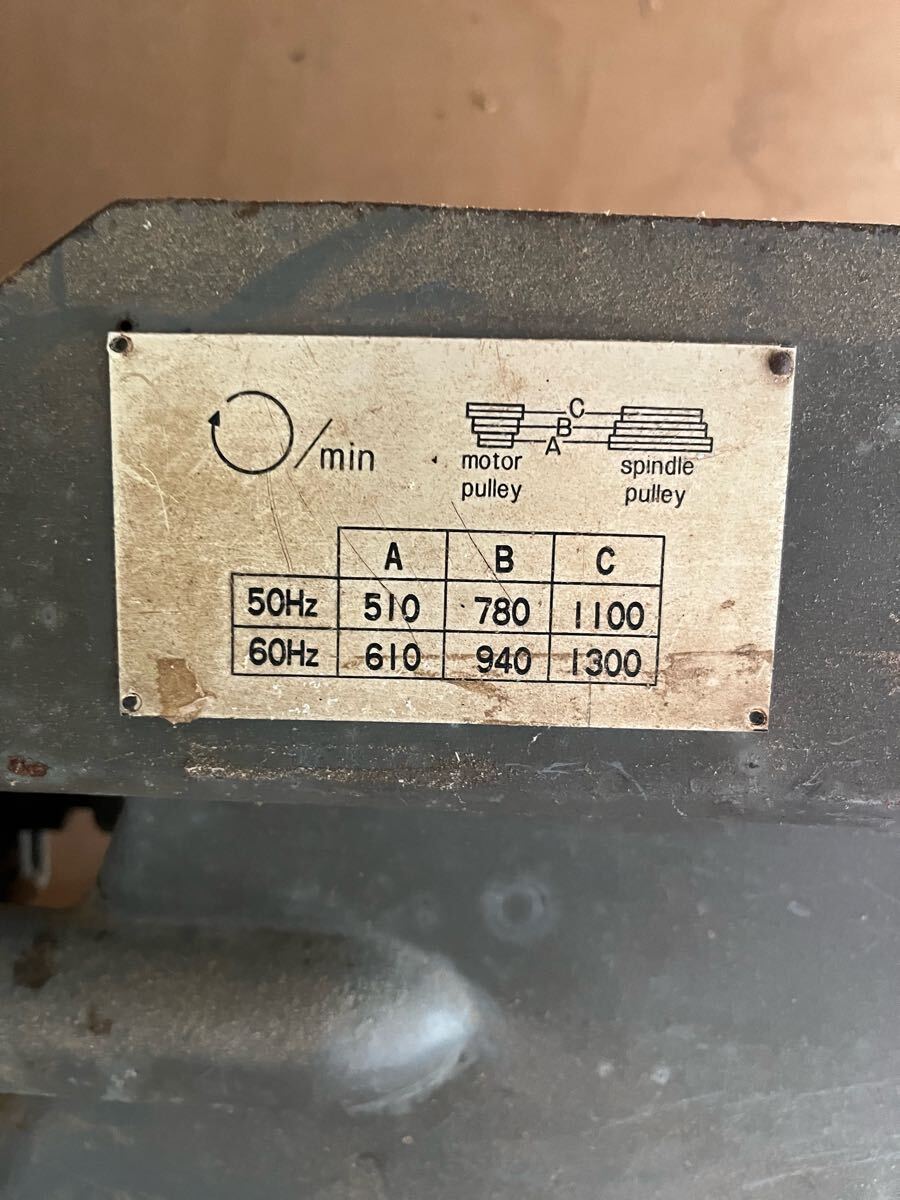 /min
C
B
A
motor
pulley
spindle
pulley
A B C
50Hz 510 780 1100
60Hz 610 940 1300